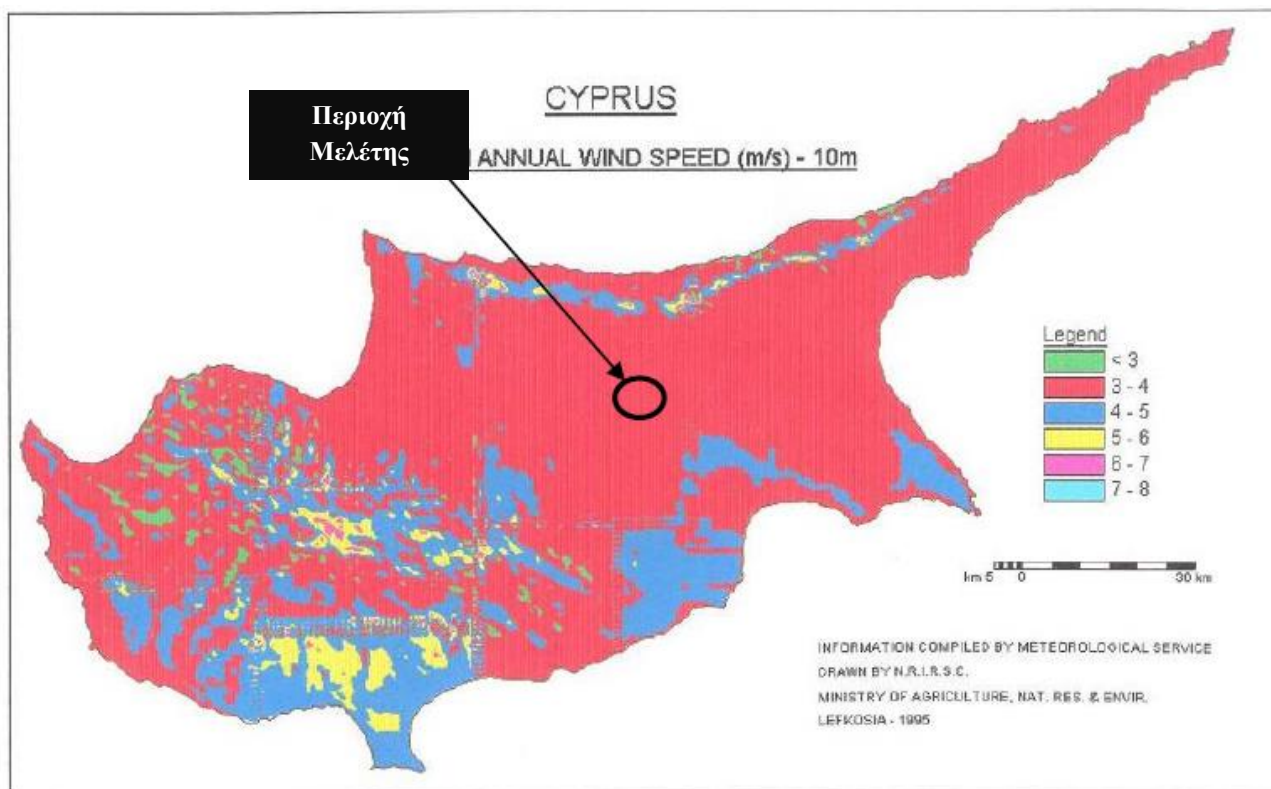 CYPRUS
Περιοχή
Μελέτης
ANNUAL WIND SPEED (m/s) - 10m
Legend
< 3
3 - 4
4 - 5
5 - 6
6 - 7
7 - 8
km 5 0 30 km
INFORMATION COMPILED BY METEOROLOGICAL SERVICE
DRAWN BY N.R.I.R.S.C.
MINISTRY OF AGRICULTURE, NAT. RES. & ENVIR.
LEFKOSIA - 1995